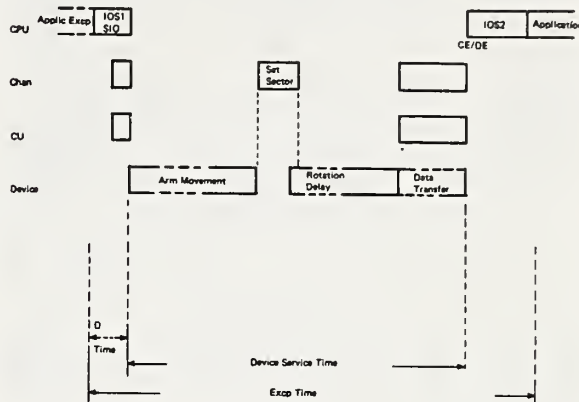 Applic Excp
IOS1
SIO
IOS2
Application
CPU
CE/DE
Chan
Set
Sector
CU
Device
Arm Movement
Rotation
Delay
Data
Transfer
D
Time
Device Service Time
Excp Time